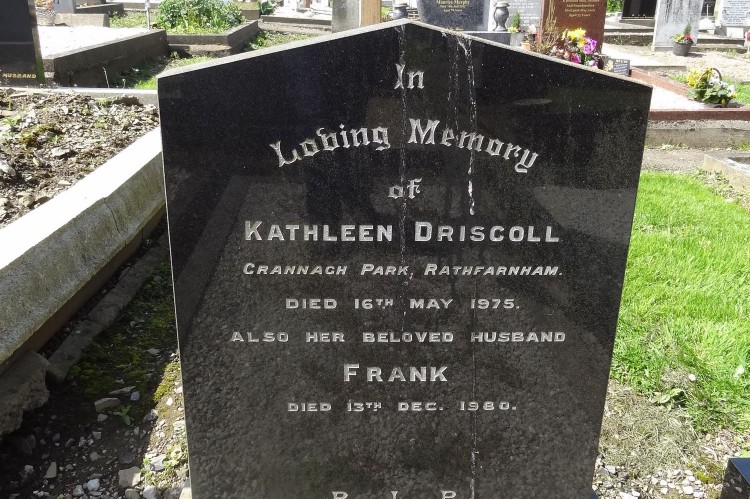 In
Loving Memory
of
KATHLEEN DRISCOLL
CRANNAGH PARK, RATHFARNHAM.
DIED 16TH MAY 1975.
ALSO HER BELOVED HUSBAND
FRANK
DIED 13TH DEC. 1980.
R. I. P.
HUSBAND